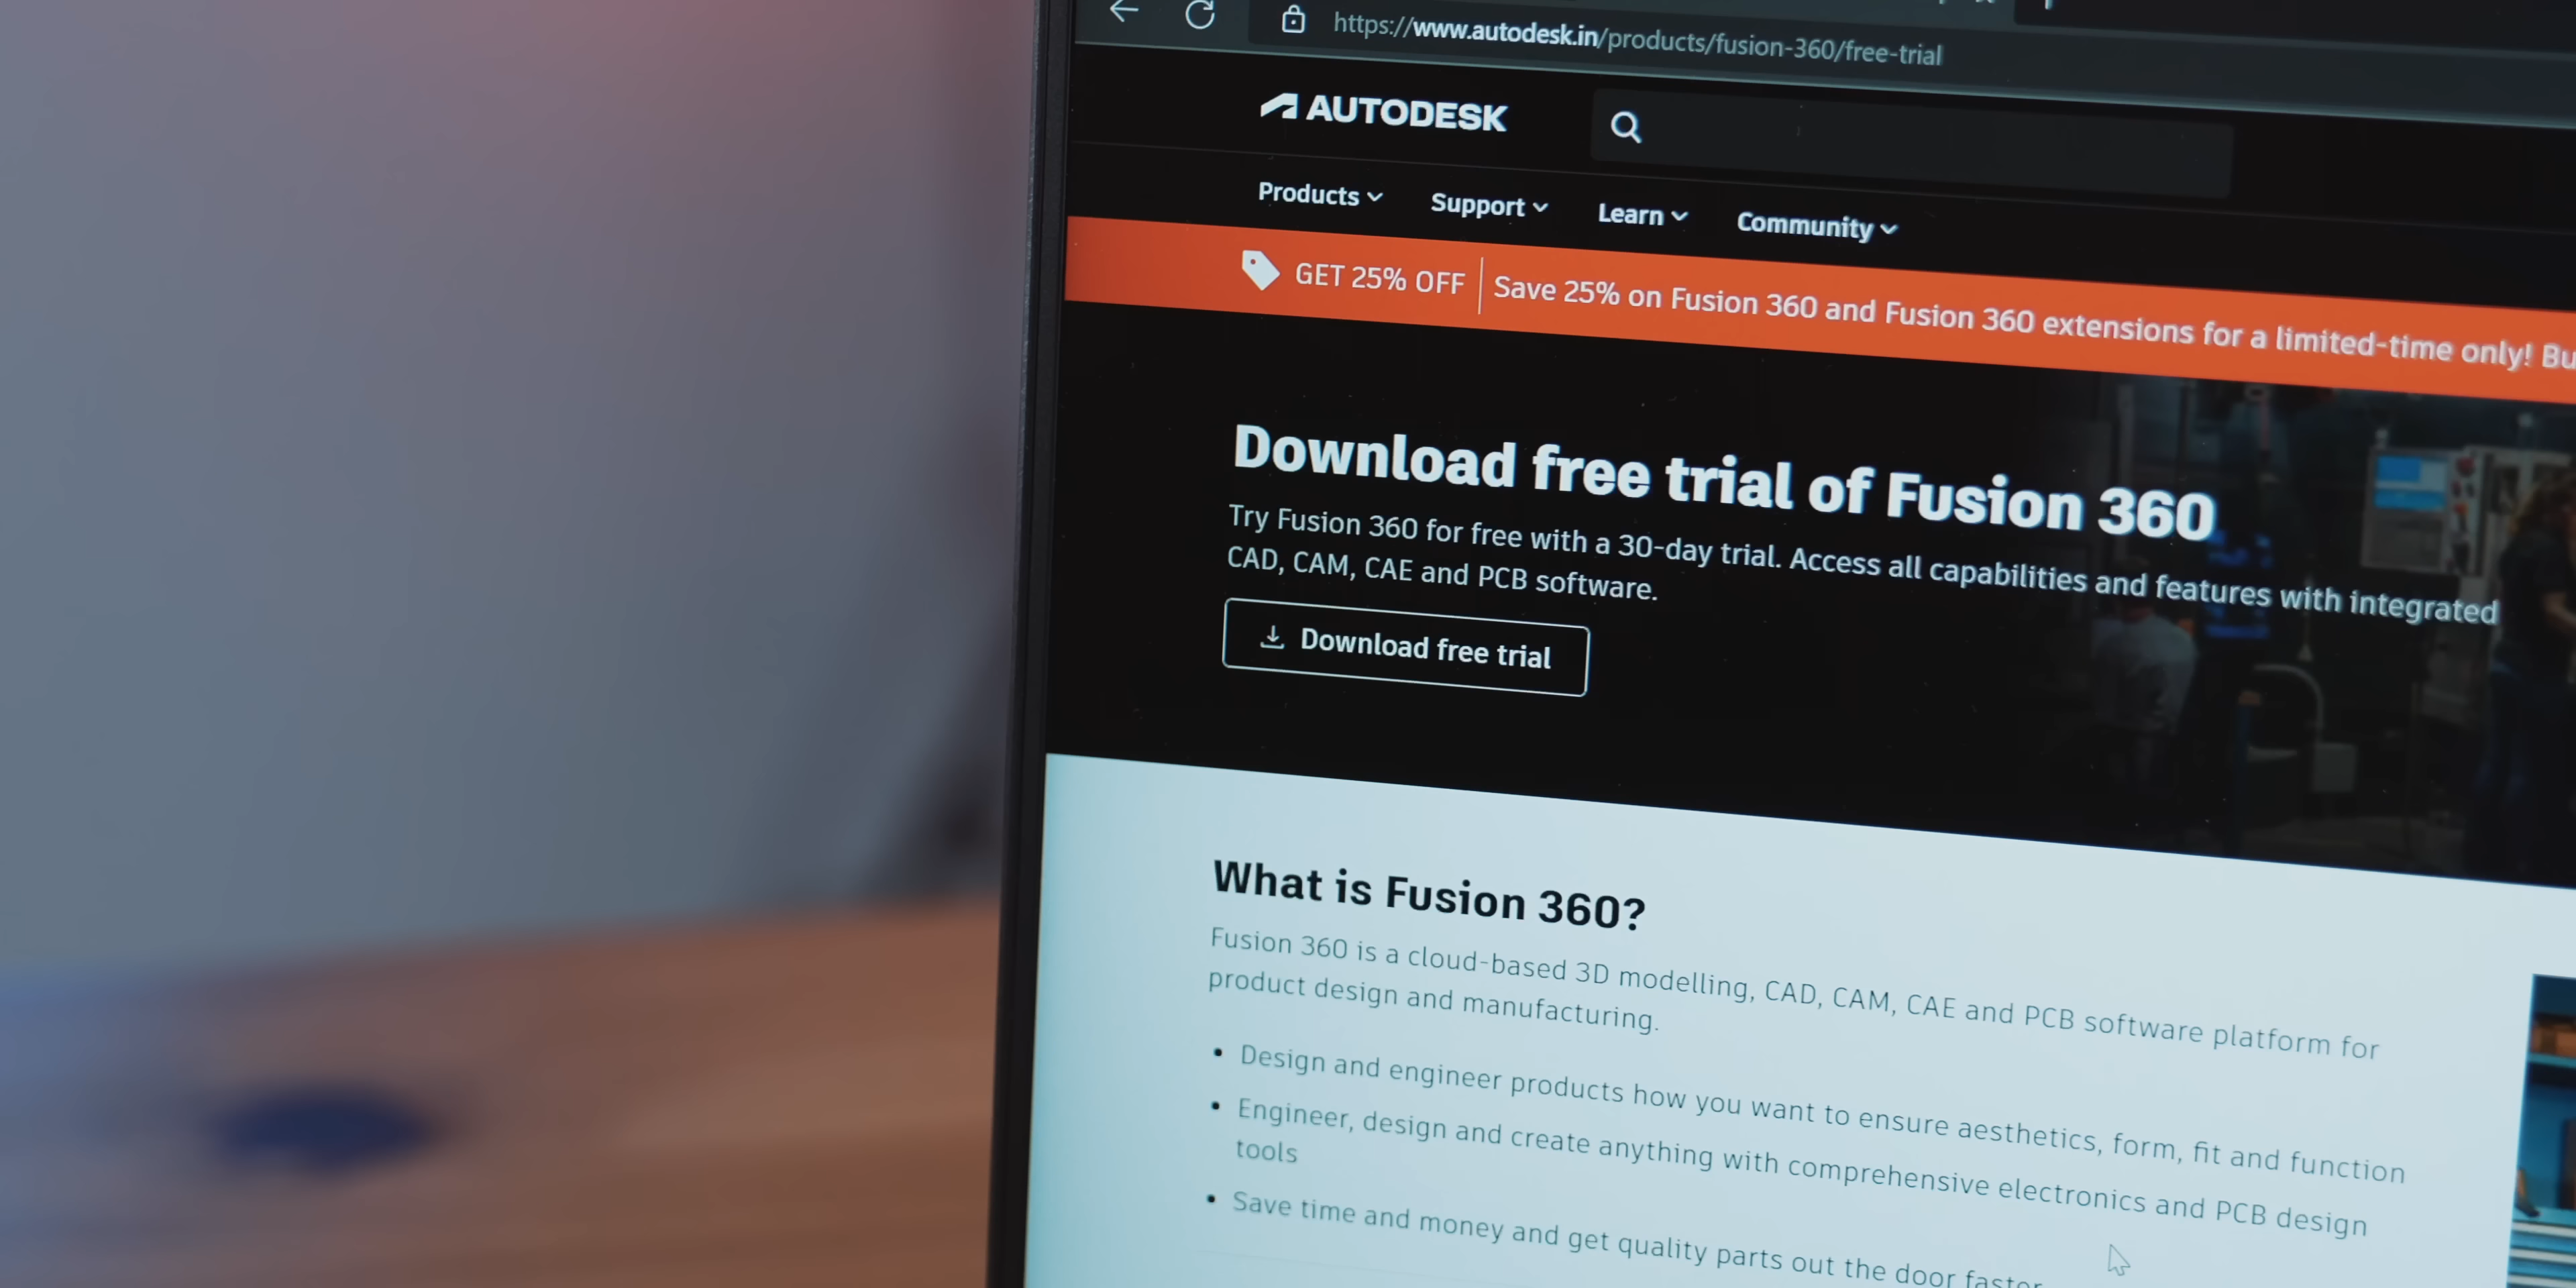 https://www.autodesk.in/products/fusion-360/free-trial
AUTODESK
Products Support Learn Community
GET 25% OFF Save 25% on Fusion 360 and Fusion 360 extensions for a limited-time only!
Download free trial of Fusion 360
Try Fusion 360 for free with a 30-day trial. Access all capabilities and features with integrated
CAD, CAM, CAE and PCB software.
Download free trial
What is Fusion 360?
Fusion 360 is a cloud-based 3D modelling, CAD, CAM, CAE and PCB software platform for
product design and manufacturing.
• Design and engineer products how you want to ensure aesthetics, form, fit and function
• Engineer, design and create anything with comprehensive electronics and PCB design
tools
• Save time and money and get quality parts out the door faster